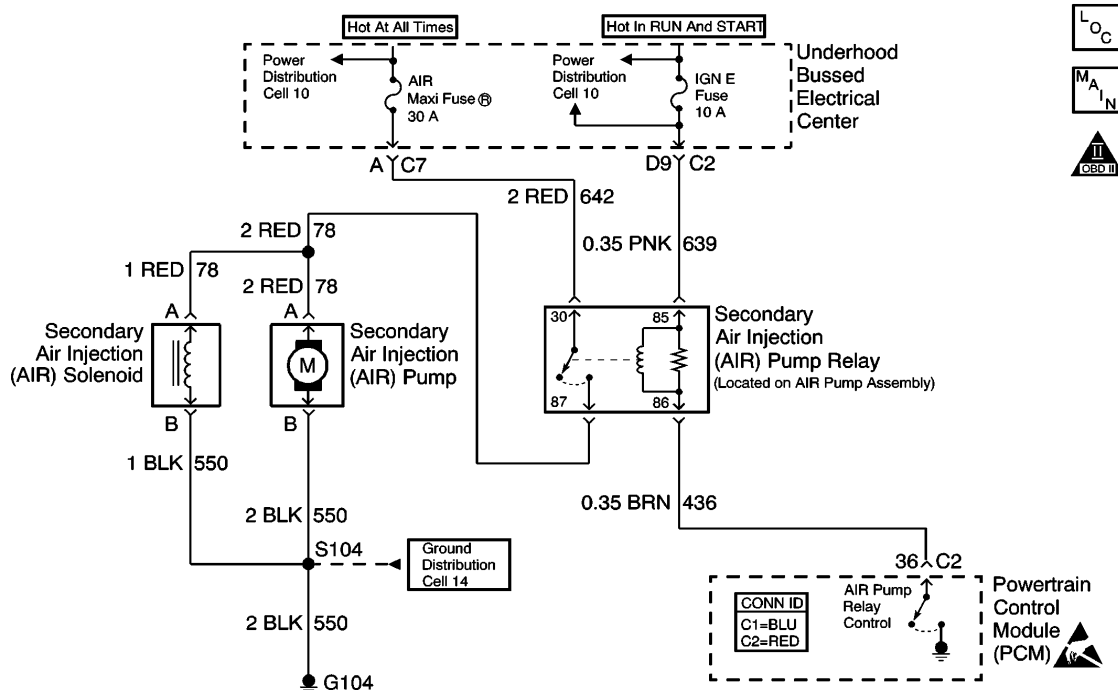 Hot At All Times
Hot In RUN And START
L
O
C
M
A
I
N
II
OBD II
Power
Distribution
Cell 10
AIR
Maxi Fuse ®
30 A
Power
Distribution
Cell 10
IGN E
Fuse
10 A
Underhood
Bussed
Electrical
Center
A C7
D9 C2
2 RED 642
0.35 PNK 639
2 RED 78
1 RED 78
2 RED 78
A
A
Secondary
Air Injection
(AIR) Solenoid
M
Secondary
Air Injection
(AIR) Pump
B
B
30
85
87
86
Secondary
Air Injection
(AIR) Pump Relay
(Located on AIR Pump Assembly)
1 BLK 550
2 BLK 550
0.35 BRN 436
S104
Ground
Distribution
Cell 14
2 BLK 550
G104
36 C2
CONN ID
C1=BLU
C2=RED
AIR Pump
Relay
Control
Powertrain
Control
Module
(PCM)